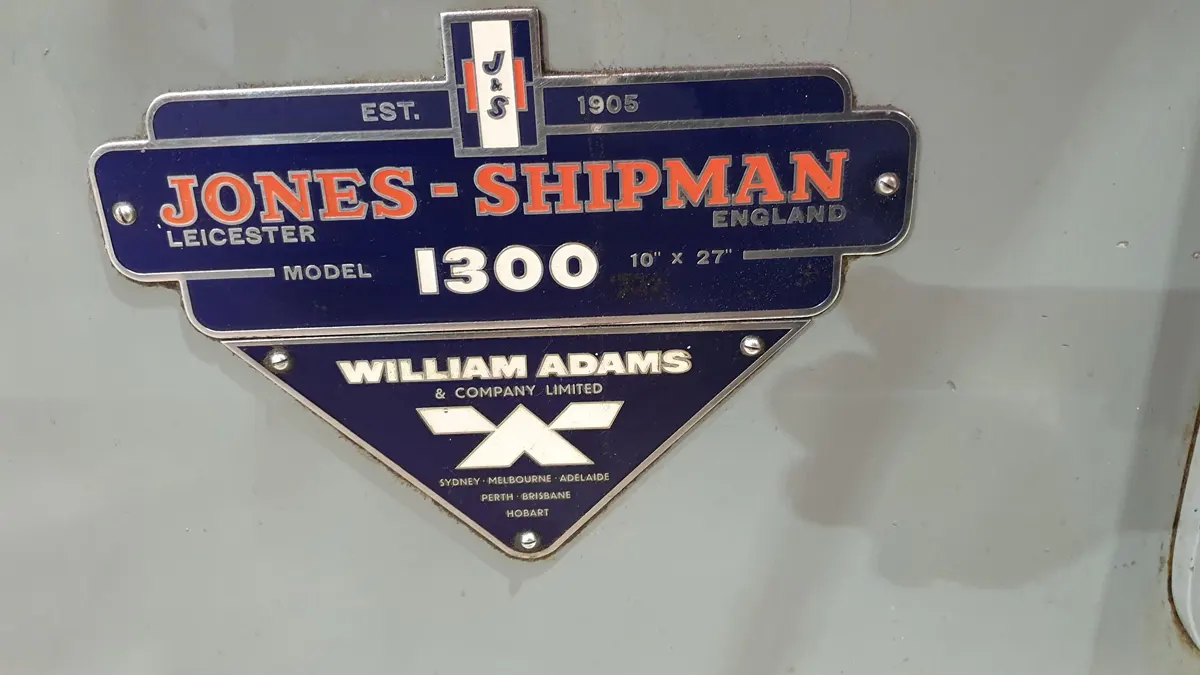 J & S
EST. 1905
JONES - SHIPMAN
LEICESTER ENGLAND
MODEL 1300 10" x 27"
WILLIAM ADAMS
& COMPANY LIMITED
SYDNEY · MELBOURNE · ADELAIDE
PERTH · BRISBANE
HOBART